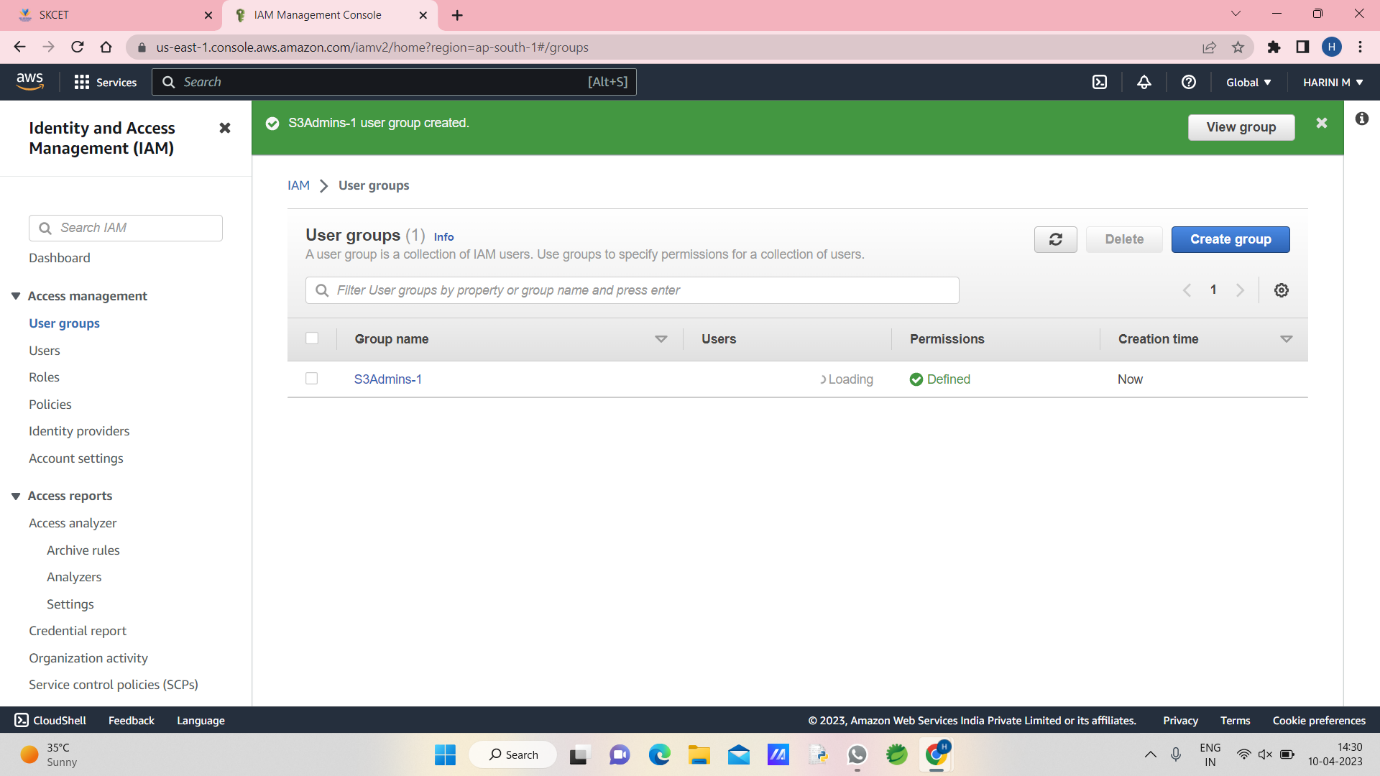 SKCET
IAM Management Console
us-east-1.console.aws.amazon.com/iamv2/home?region=ap-south-1#/groups
H
aws
Services
Search
[Alt+S]
Global
HARINI M
Identity and Access
Management (IAM)
Search IAM
Dashboard
Access management
User groups
Users
Roles
Policies
Identity providers
Account settings
Access reports
Access analyzer
Archive rules
Analyzers
Settings
Credential report
Organization activity
Service control policies (SCPs)
S3Admins-1 user group created.
View group
IAM > User groups
User groups (1) Info
A user group is a collection of IAM users. Use groups to specify permissions for a collection of users.
Delete
Create group
Filter User groups by property or group name and press enter
1
Group name Users Permissions Creation time
S3Admins-1 Loading Defined Now
CloudShell Feedback Language
© 2023, Amazon Web Services India Private Limited or its affiliates. Privacy Terms Cookie preferences
35°C
Sunny
Search
H
ENG
IN
14:30
10-04-2023